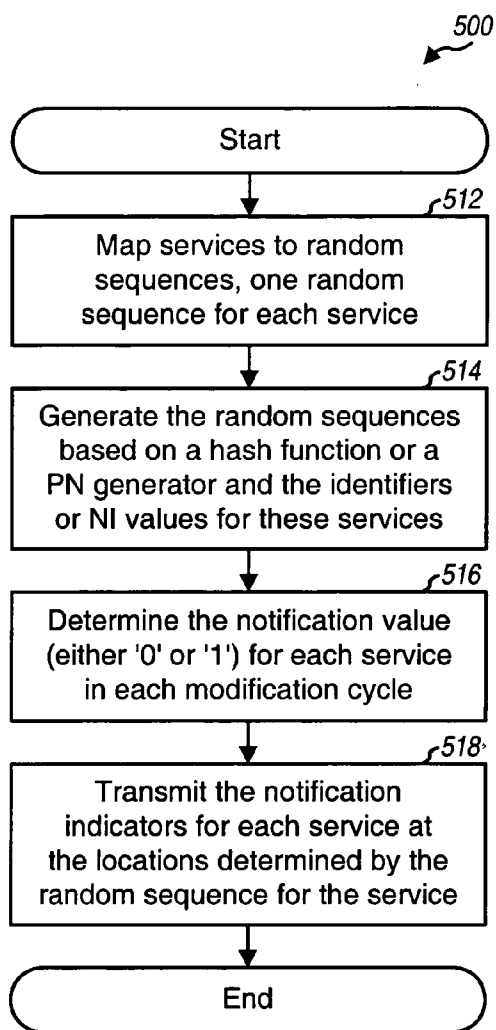 500
Start
512
Map services to random
sequences, one random
sequence for each service
514
Generate the random sequences
based on a hash function or a
PN generator and the identifiers
or NI values for these services
516
Determine the notification value
(either '0' or '1') for each service
in each modification cycle
518
Transmit the notification
indicators for each service at
the locations determined by the
random sequence for the service
End